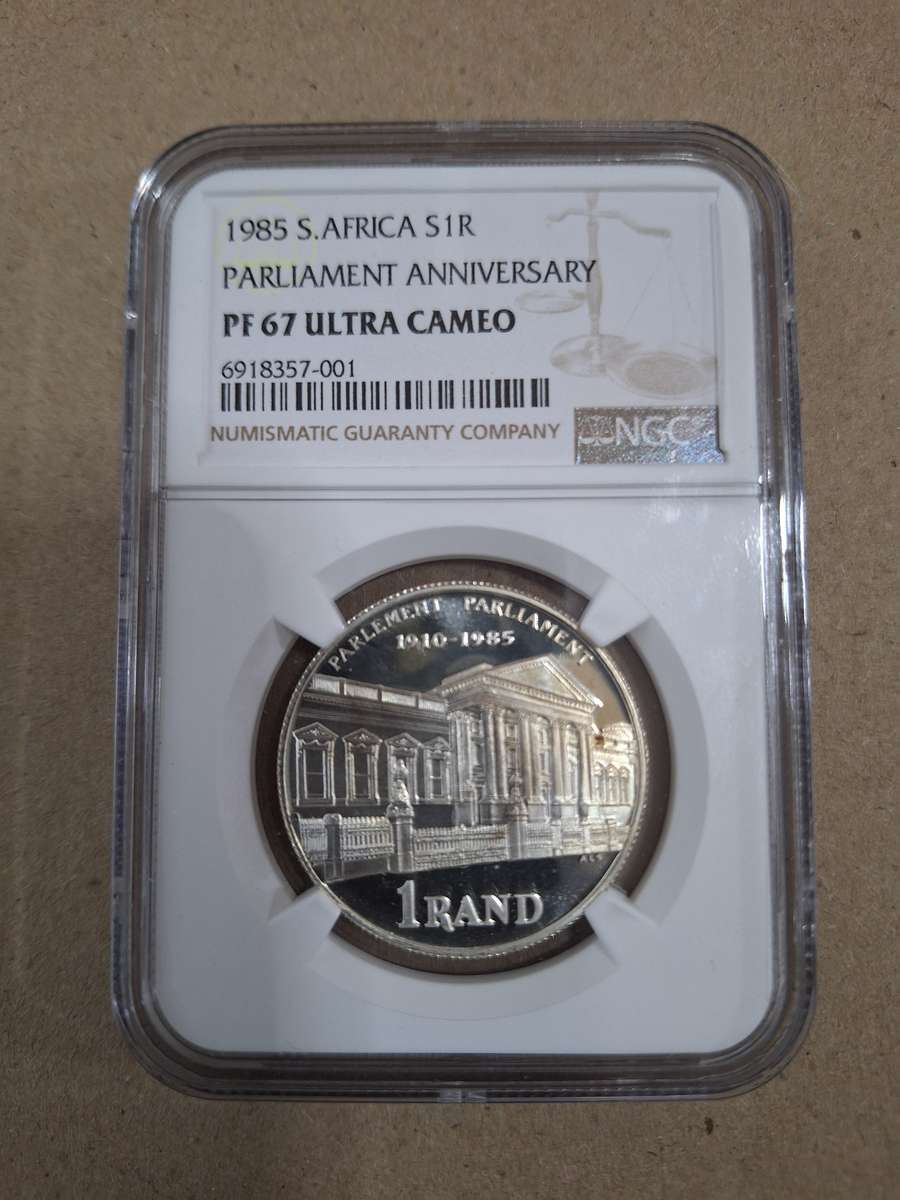 1985 S.AFRICA S1R
PARLIAMENT ANNIVERSARY
PF 67 ULTRA CAMEO
6918357-001
NUMISMATIC GUARANTY COMPANY
NGC
PARLEMENT PARLIAMENT
1910-1985
ALS
1 RAND